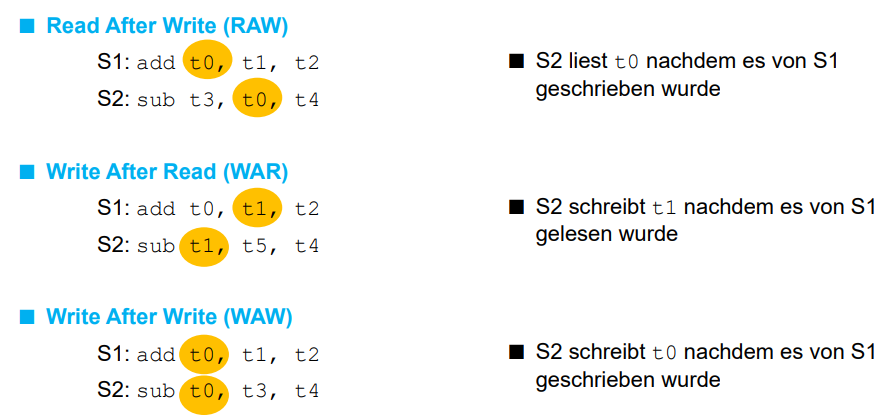 Read After Write (RAW)
S1: add t0, t1, t2
S2: sub t3, t0, t4
S2 liest t0 nachdem es von S1
geschrieben wurde
Write After Read (WAR)
S1: add t0, t1, t2
S2: sub t1, t5, t4
S2 schreibt t1 nachdem es von S1
gelesen wurde
Write After Write (WAW)
S1: add t0, t1, t2
S2: sub t0, t3, t4
S2 schreibt t0 nachdem es von S1
geschrieben wurde